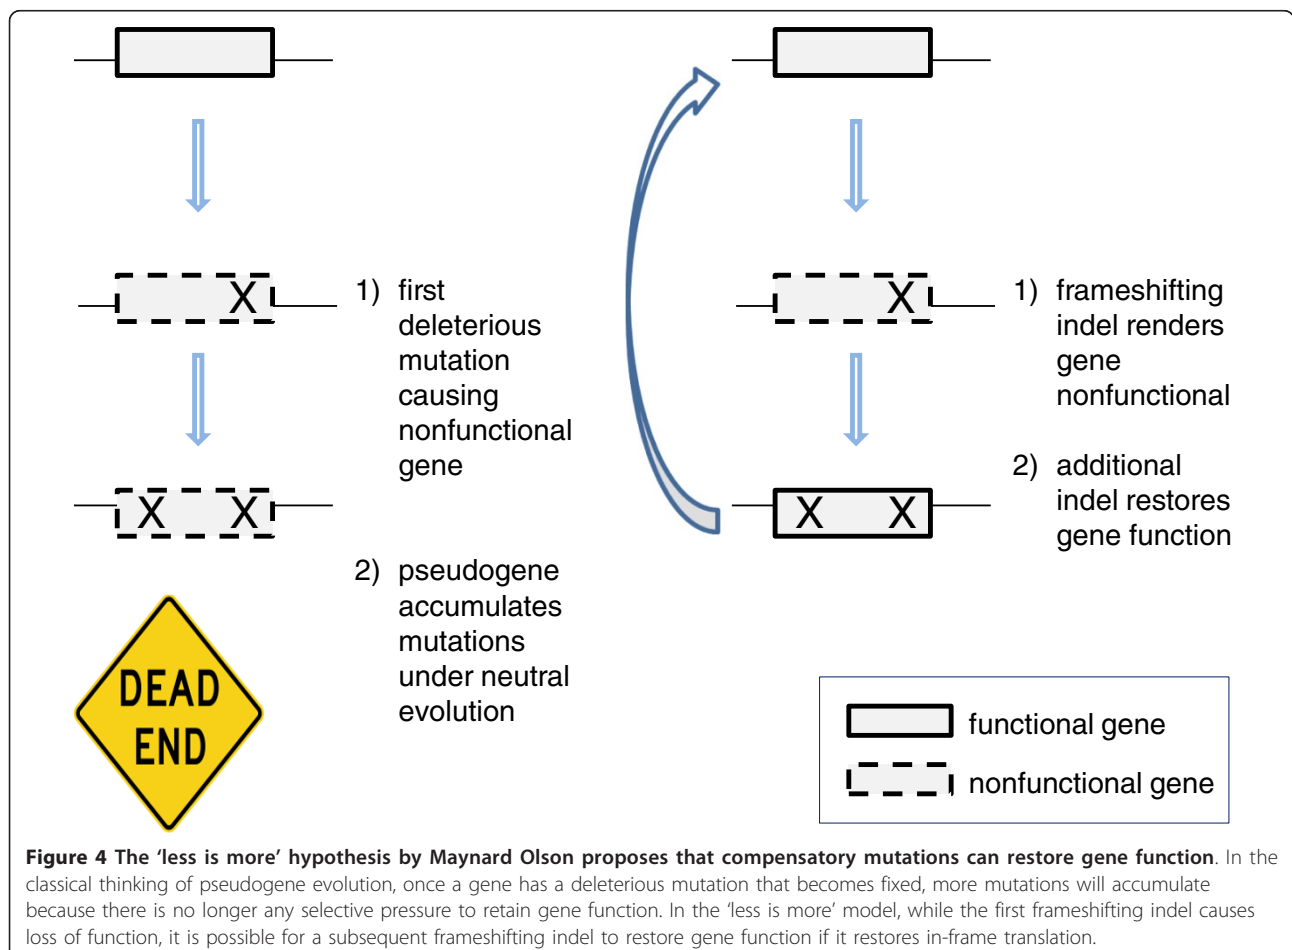 1) first
deleterious
mutation
causing
nonfunctional
gene
2) pseudogene
accumulates
mutations
under neutral
evolution
DEAD
END
1) frameshifting
indel renders
gene
nonfunctional
2) additional
indel restores
gene function
X
X X
X
X X
functional gene
nonfunctional gene
Figure 4 The ‘less is more’ hypothesis by Maynard Olson proposes that compensatory mutations can restore gene function. In the
classical thinking of pseudogene evolution, once a gene has a deleterious mutation that becomes fixed, more mutations will accumulate
because there is no longer any selective pressure to retain gene function. In the ‘less is more’ model, while the first frameshifting indel causes
loss of function, it is possible for a subsequent frameshifting indel to restore gene function if it restores in-frame translation.